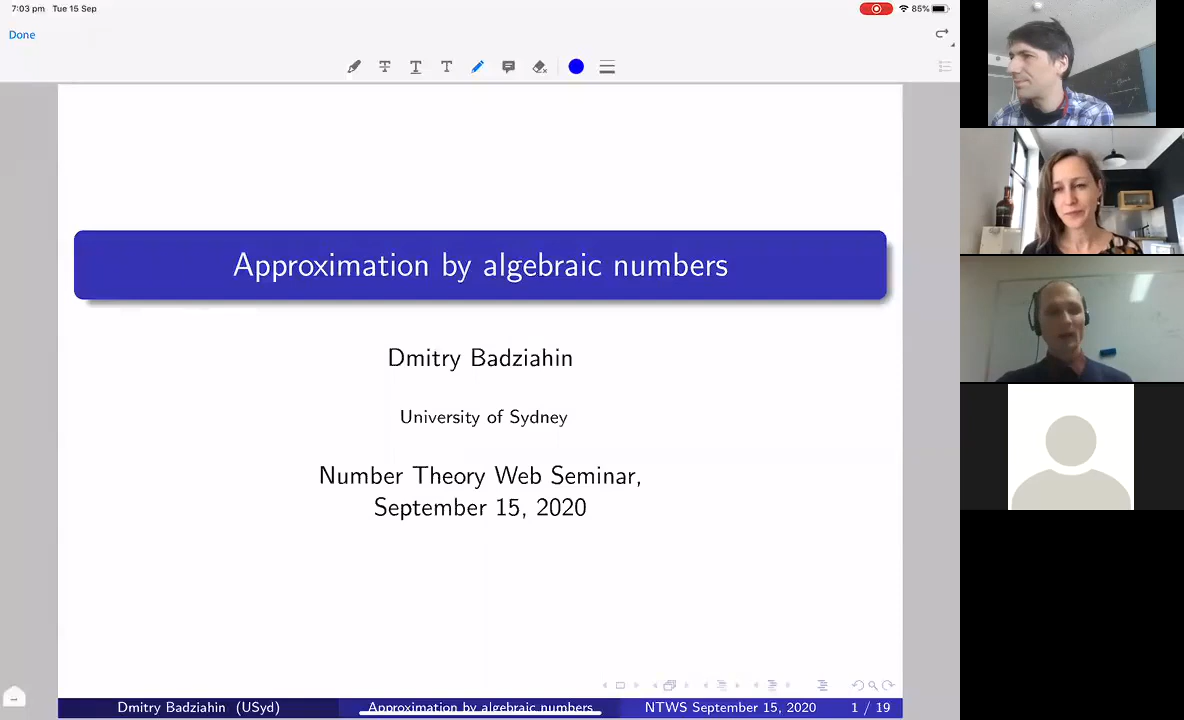 7:03 pm Tue 15 Sep
85%
Done
Approximation by algebraic numbers
Dmitry Badziahin
University of Sydney
Number Theory Web Seminar,
September 15, 2020
Dmitry Badziahin (USyd) Approximation by algebraic numbers NTWS September 15, 2020 1 / 19